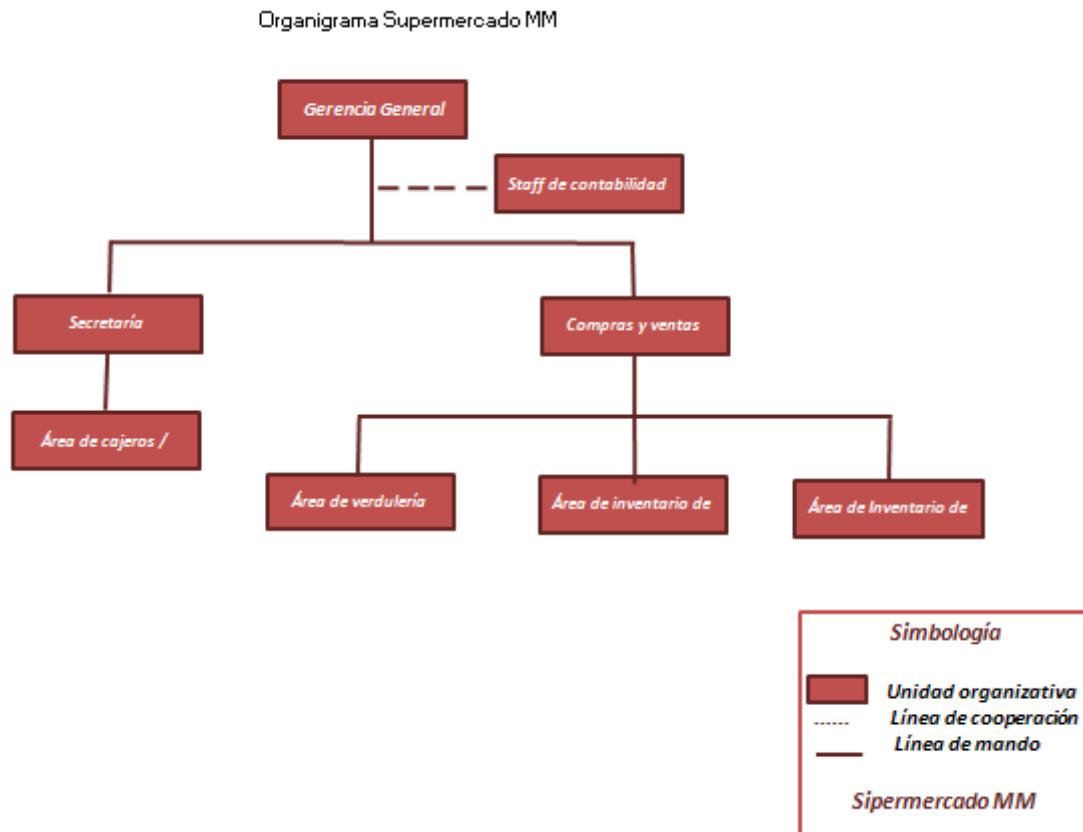 Organigrama Supermercado MM
Gerencia General
Staff de contabilidad
Secretaría
Compras y ventas
Área de cajeros /
Área de verdulería
Área de inventario de
Área de Inventario de
Simbología
Unidad organizativa
Línea de cooperación
Línea de mando
Sipermercado MM